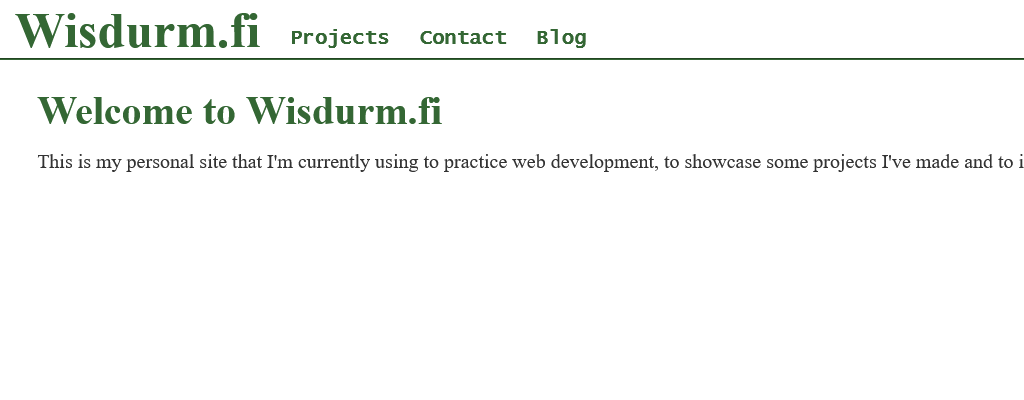 Wisdurm.fi Projects Contact Blog
Welcome to Wisdurm.fi
This is my personal site that I'm currently using to practice web development, to showcase some projects I've made and to i